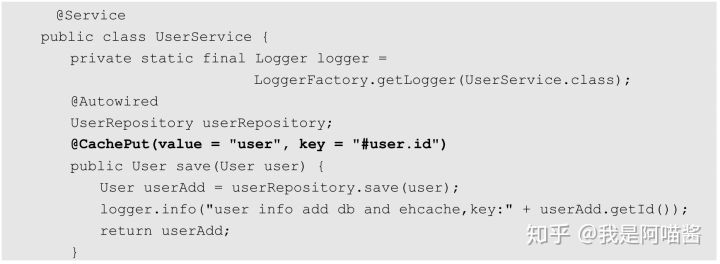 @Service
public class UserService {
private static final Logger logger =
LoggerFactory.getLogger(UserService.class);
@Autowired
UserRepository userRepository;
@CachePut(value = "user", key = "#user.id")
public User save(User user) {
User userAdd = userRepository.save(user);
logger.info("user info add db and ehcache,key:" + userAdd.getId());
return userAdd;
}
知乎 @我是阿喵酱